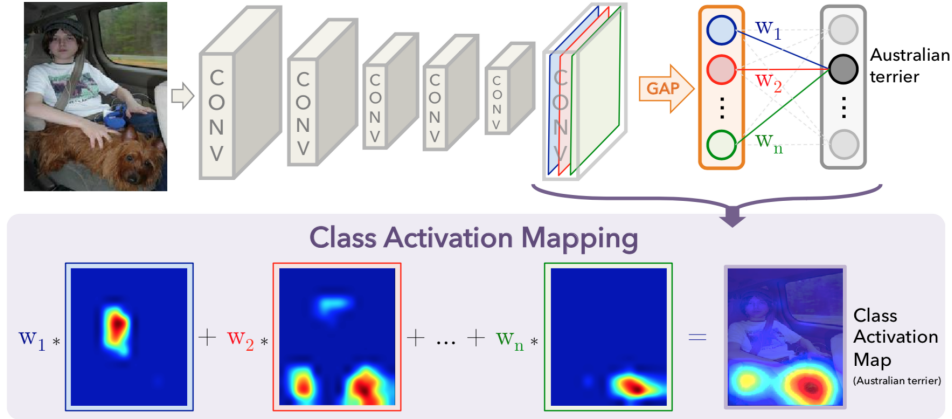 CONV
CONV
CONV
CONV
CONV
CONV
GAP
w1
w2
wn
...
...
Australian
terrier
Class Activation Mapping
w1 * + w2 * + ... + wn * =
Class
Activation
Map
(Australian terrier)